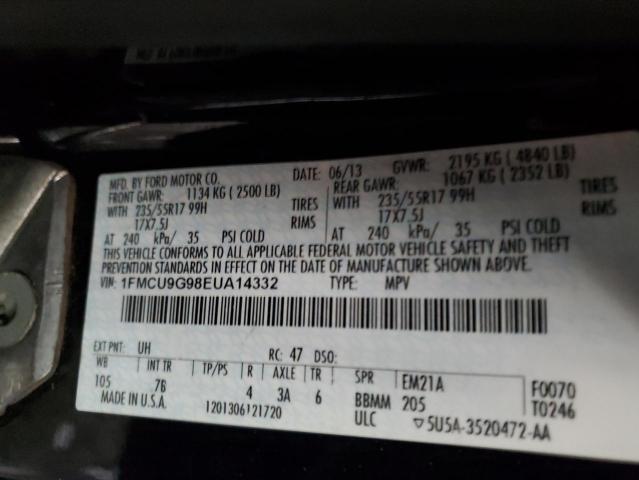 MFD. BY FORD MOTOR CO.
DATE: 06/13 GVWR: 2195 KG ( 4840 LB)
FRONT GAWR: 1134 KG ( 2500 LB)
REAR GAWR: 1067 KG ( 2352 LB)
WITH 235/55R17 99H TIRES
WITH 235/55R17 99H TIRES
17X7.5J RIMS
17X7.5J RIMS
AT 240 kPa/ 35 PSI COLD
AT 240 kPa/ 35 PSI COLD
THIS VEHICLE CONFORMS TO ALL APPLICABLE FEDERAL MOTOR VEHICLE SAFETY AND THEFT
PREVENTION STANDARDS IN EFFECT ON THE DATE OF MANUFACTURE SHOWN ABOVE.
VIN: 1FMCU9G98EUA14332 TYPE: MPV
EXT PNT: UH RC: 47 DSO:
WB INT TR TP/PS R AXLE TR SPR EM21A F0070
105 7B 4 3A 6 BBMM 205 T0246
MADE IN U.S.A. 1201306121720 ULC ▽5U5A-3520472-AA